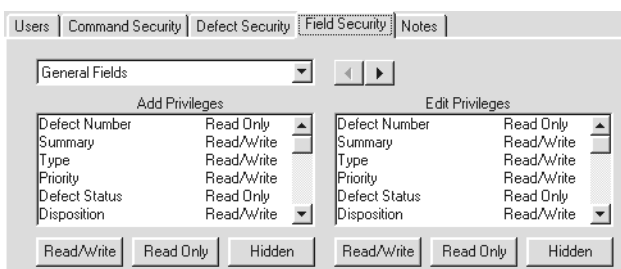 Users Command Security Defect Security Field Security Notes
General Fields
Add Privileges Edit Privileges
Defect Number Read Only Defect Number Read Only
Summary Read/Write Summary Read/Write
Type Read/Write Type Read/Write
Priority Read/Write Priority Read/Write
Defect Status Read Only Defect Status Read Only
Disposition Read/Write Disposition Read/Write
Read/Write Read Only Hidden Read/Write Read Only Hidden